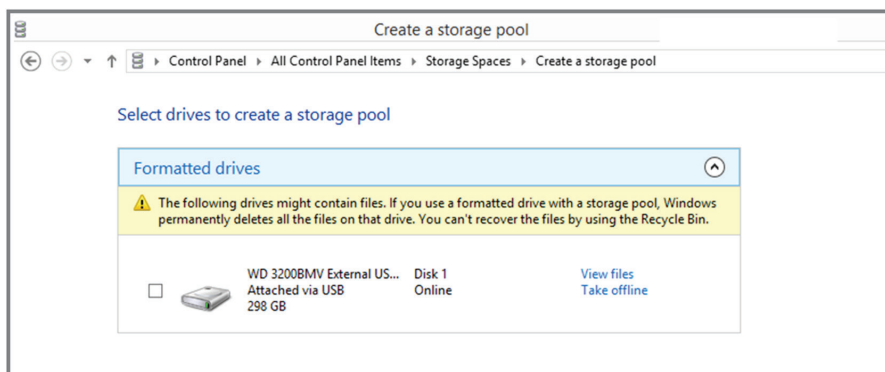 Create a storage pool
Control Panel All Control Panel Items Storage Spaces Create a storage pool
Select drives to create a storage pool
Formatted drives
The following drives might contain files. If you use a formatted drive with a storage pool, Windows
permanently deletes all the files on that drive. You can't recover the files by using the Recycle Bin.
WD 3200BMV External US... Disk 1 View files
Attached via USB Online Take offline
298 GB